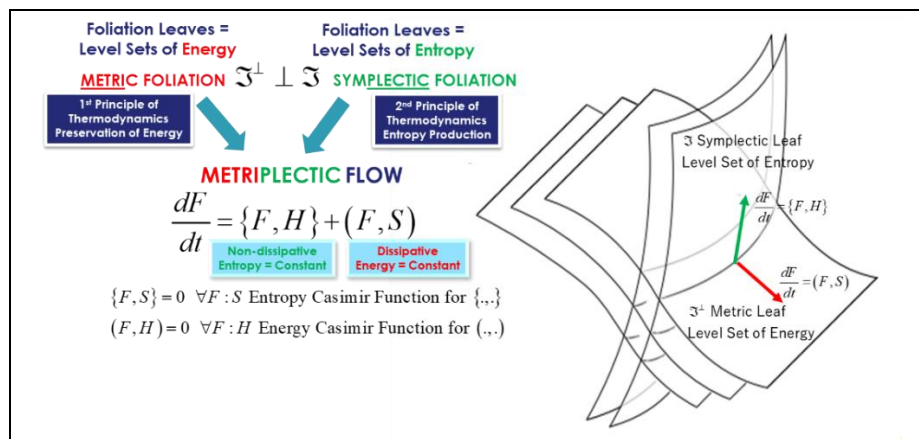 Foliation Leaves =
Level Sets of Energy
Foliation Leaves =
Level Sets of Entropy
METRIC FOLIATION 𝔍⊥ ⊥ 𝔍 SYMPLECTIC FOLIATION
1st Principle of
Thermodynamics
Preservation of Energy
2nd Principle of
Thermodynamics
Entropy Production
METRIPLECTIC FLOW
dF/dt = {F, H} + (F, S)
Non-dissipative
Entropy = Constant
Dissipative
Energy = Constant
{F, S} = 0 ∀F : S Entropy Casimir Function for {.,.}
(F, H) = 0 ∀F : H Energy Casimir Function for (.,.)
𝔍 Symplectic Leaf
Level Set of Entropy
dF/dt = {F, H}
dF/dt = (F, S)
𝔍⊥ Metric Leaf
Level Set of Energy